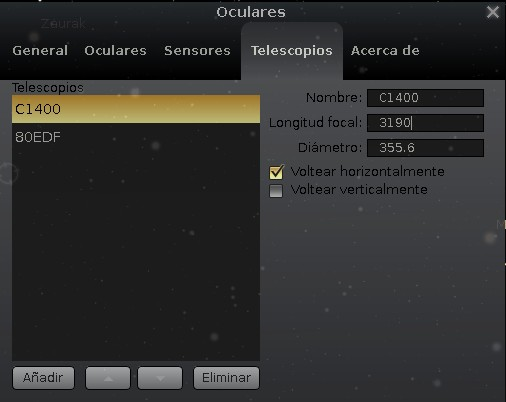 Oculares
Zeurak
General Oculares Sensores Telescopios Acerca de
Telescopios
C1400
80EDF
Nombre: C1400
Longitud focal: 3190
Diámetro: 355.6
Voltear horizontalmente
Voltear verticalmente
M
Añadir Eliminar